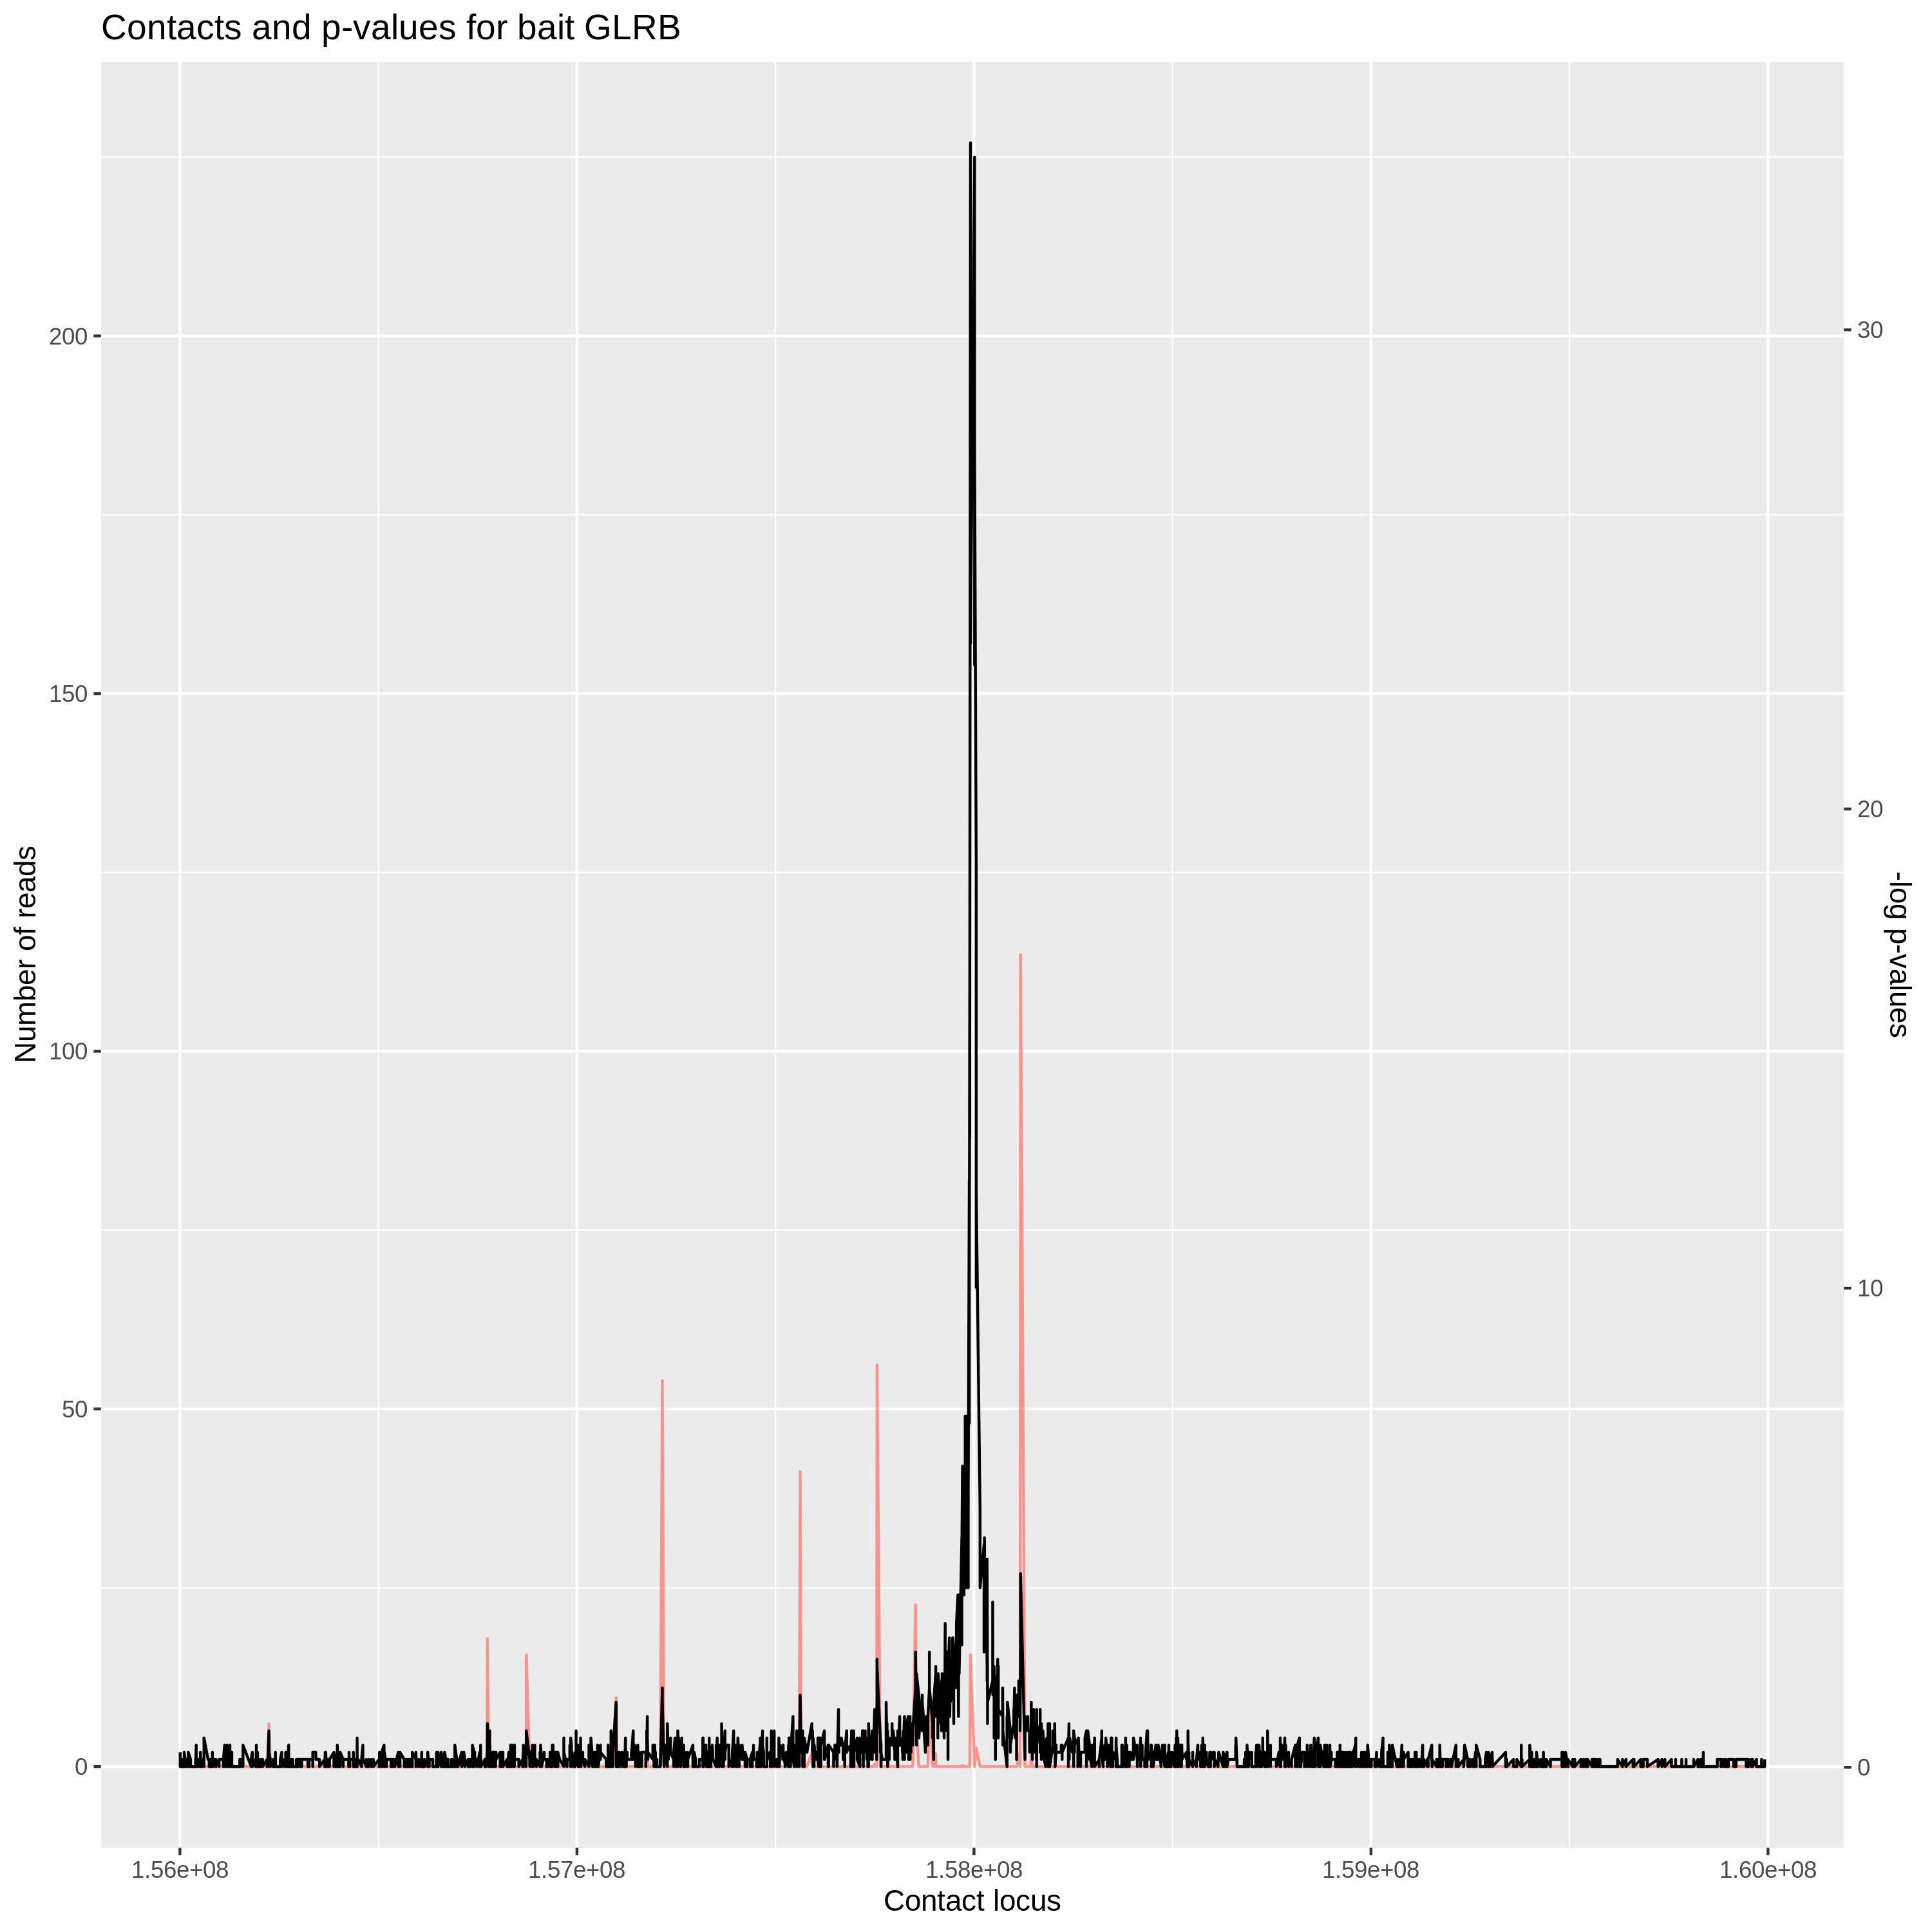 Contacts and p-values for bait GLRB
Number of reads
200
150
100
50
0
30
20
10
0
-log p-values
1.56e+08
1.57e+08
1.58e+08
1.59e+08
1.60e+08
Contact locus